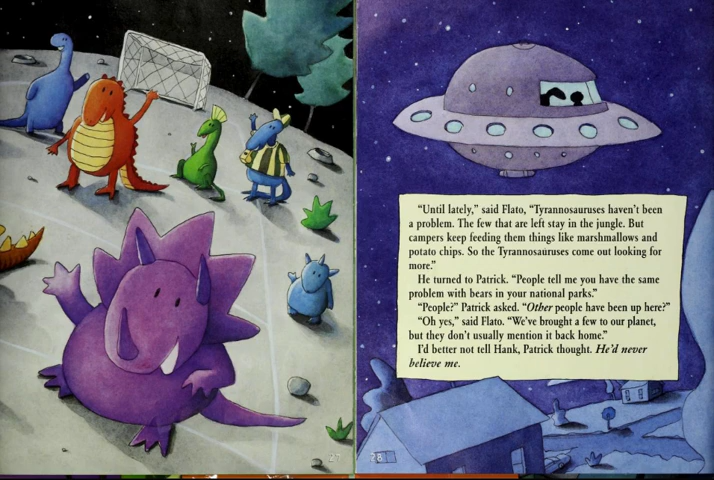 "Until lately," said Flato, "Tyrannosauruses haven't been
a problem. The few that are left stay in the jungle. But
campers keep feeding them things like marshmallows and
potato chips. So the Tyrannosauruses come out looking for
more."
He turned to Patrick. "People tell me you have the same
problem with bears in your national parks."
"People?" Patrick asked. "Other people have been up here?"
"Oh yes," said Flato. "We've brought a few to our planet,
but they don't usually mention it back home."
I'd better not tell Hank, Patrick thought. He'd never
believe me.
27
28